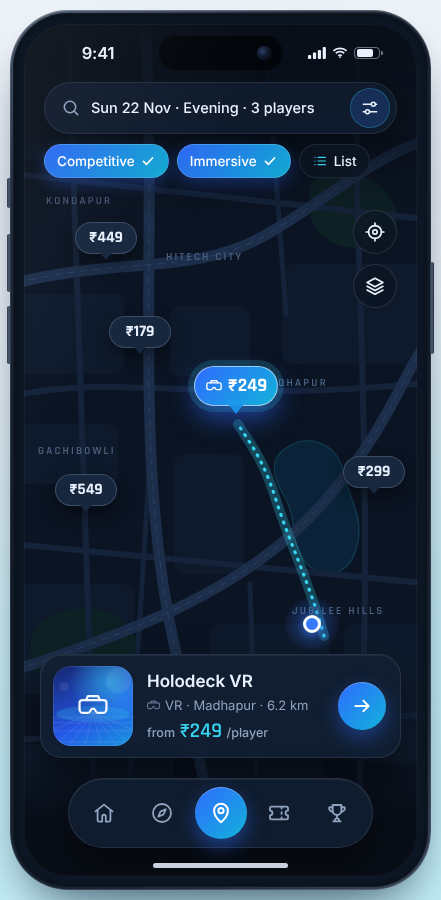 9:41
Sun 22 Nov · Evening · 3 players
Competitive
Immersive
List
KONDAPUR
₹449
HITECH CITY
₹179
₹249
DHAPUR
GACHIBOWLI
₹299
₹549
JUBILEE HILLS
Holodeck VR
VR · Madhapur · 6.2 km
from ₹249 /player